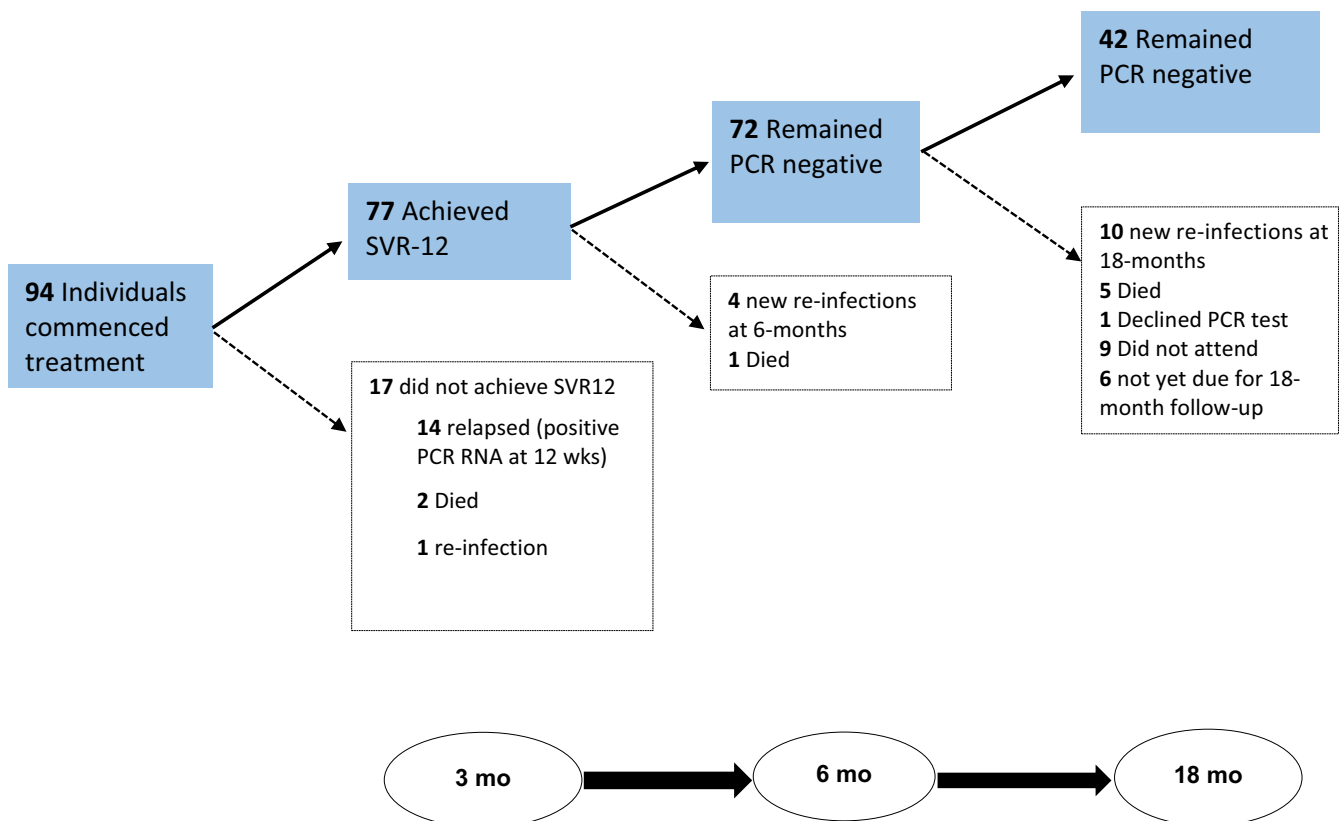 94 Individuals
commenced
treatment
77 Achieved
SVR-12
17 did not achieve SVR12
14 relapsed (positive
PCR RNA at 12 wks)
2 Died
1 re-infection
72 Remained
PCR negative
4 new re-infections
at 6-months
1 Died
42 Remained
PCR negative
10 new re-infections at
18-months
5 Died
1 Declined PCR test
9 Did not attend
6 not yet due for 18-
month follow-up
3 mo
6 mo
18 mo